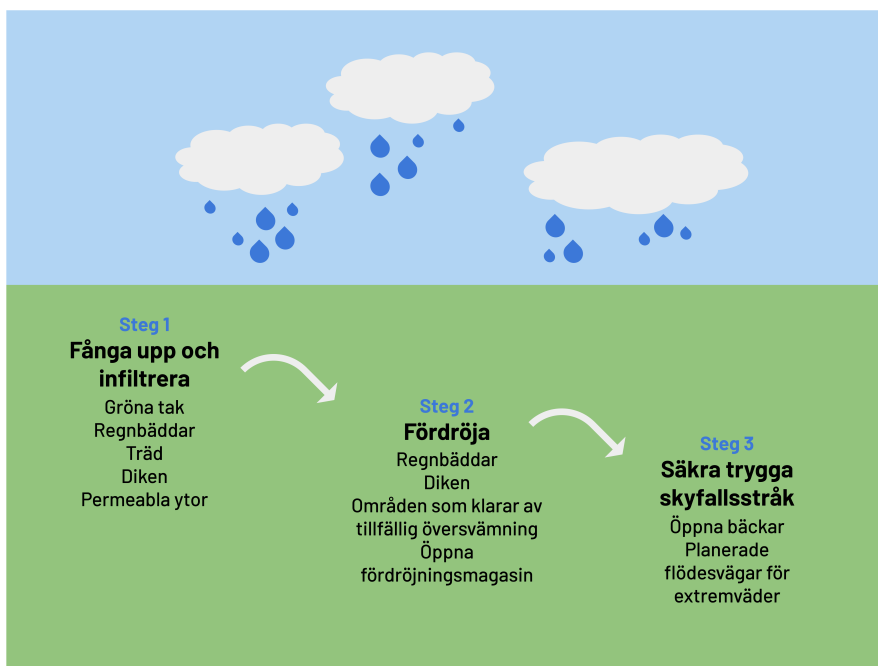 Steg 1
Fånga upp och
infiltrera
Gröna tak
Regnbäddar
Träd
Diken
Permeabla ytor
Steg 2
Fördröja
Regnbäddar
Diken
Områden som klarar av
tillfällig översvämning
Öppna
fördröjningsmagasin
Steg 3
Säkra trygga
skyfallsstråk
Öppna bäckar
Planerade
flödesvägar för
extremväder